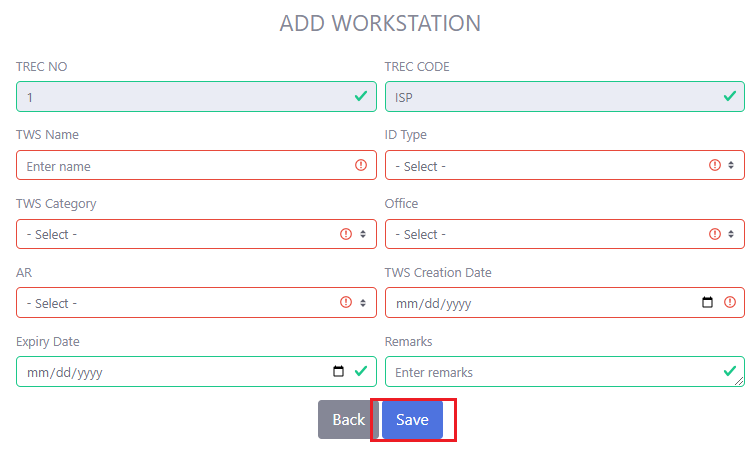 ADD WORKSTATION
TREC NO TREC CODE
1 ISP
TWS Name ID Type
Enter name - Select -
TWS Category Office
- Select - - Select -
AR TWS Creation Date
- Select - mm/dd/yyyy
Expiry Date Remarks
mm/dd/yyyy Enter remarks
Back Save